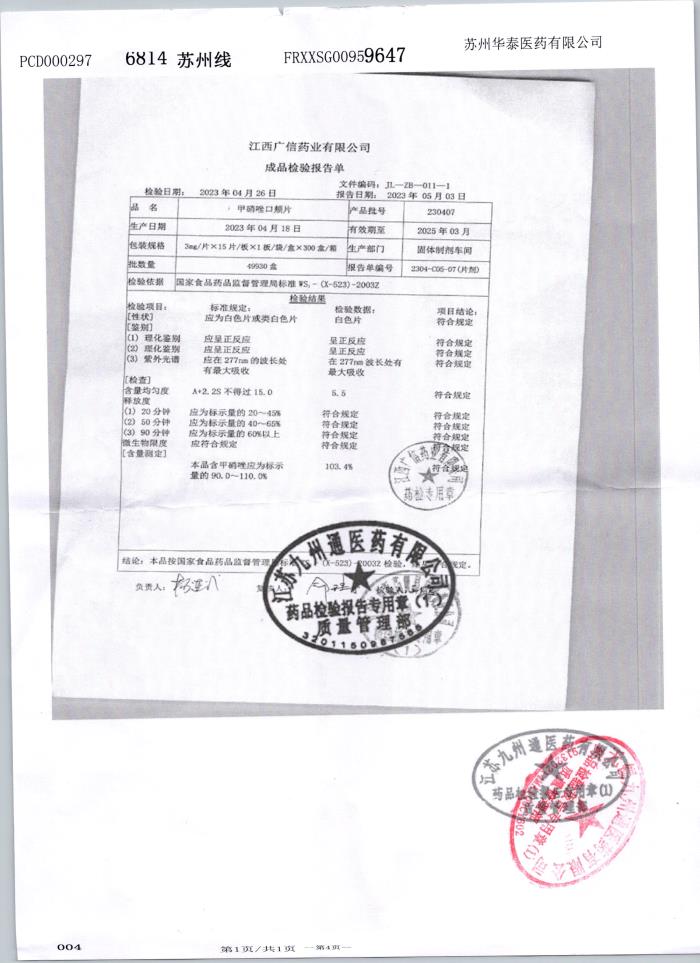 苏州华泰医药有限公司
PCD000297 6814 苏州线 FRXXSG00959647
江西广信药业有限公司
成品检验报告单
文件编码：JL—ZB—011—1
检验日期： 2023 年 04 月 26 日 报告日期： 2023 年 05 月 03 日
品 名 甲硝唑口颊片 产品批号 230407
生产日期 2023 年 04 月 18 日 有效期至 2025 年 03 月
包装规格 3mg/片×15 片/板×1 板/袋/盒×300 盒/箱 生产部门 固体制剂车间
批数量 49930 盒 报告单编号 2304-C05-07(片剂)
检验依据 国家食品药品监督管理局标准 WS₁-（X-523）-2003Z
检验结果
检验项目： 标准规定： 检验数据： 项目结论：
[性状] 应为白色片或类白色片 白色片 符合规定
[鉴别]
(1) 理化鉴别 应呈正反应 呈正反应 符合规定
(2) 理化鉴别 应呈正反应 呈正反应 符合规定
(3) 紫外光谱 应在 277nm 的波长处 在 277nm 波长处有 符合规定
有最大吸收 最大吸收
[检查]
含量均匀度 A+2.2S 不得过 15.0 5.5 符合规定
释放度
(1) 20 分钟 应为标示量的 20~45% 符合规定 符合规定
(2) 50 分钟 应为标示量的 40~65% 符合规定 符合规定
(3) 90 分钟 应为标示量的 60%以上 符合规定 符合规定
微生物限度 应符合规定 符合规定 符合规定
[含量测定]
本品含甲硝唑应为标示 103.4% 符合规定
量的 90.0~110.0%
江西广信药业有限公司
药检专用章
结论：本品按国家食品药品监督管理局标 (X-523)-2003Z 检验，合规定。
负责人：
江苏九州通医药有限公司
药品检验报告专用章
质量管理部
江苏九州通医药有限公司
药品检验报告专用章(1)
质量管理部
004 第1页/共1页 —第4页—